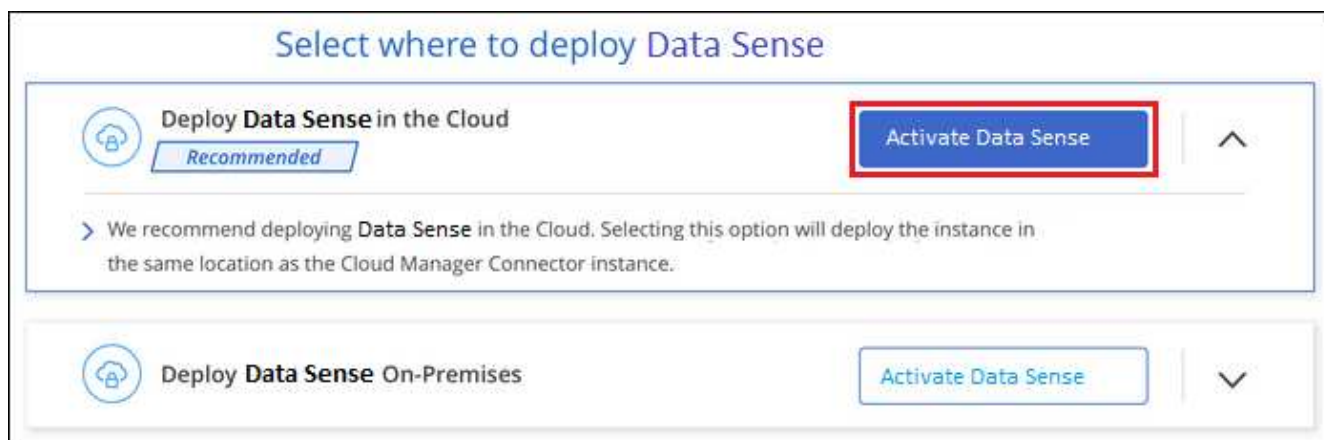 Select where to deploy Data Sense
Deploy Data Sense in the Cloud
Recommended
Activate Data Sense
We recommend deploying Data Sense in the Cloud. Selecting this option will deploy the instance in
the same location as the Cloud Manager Connector instance.
Deploy Data Sense On-Premises
Activate Data Sense